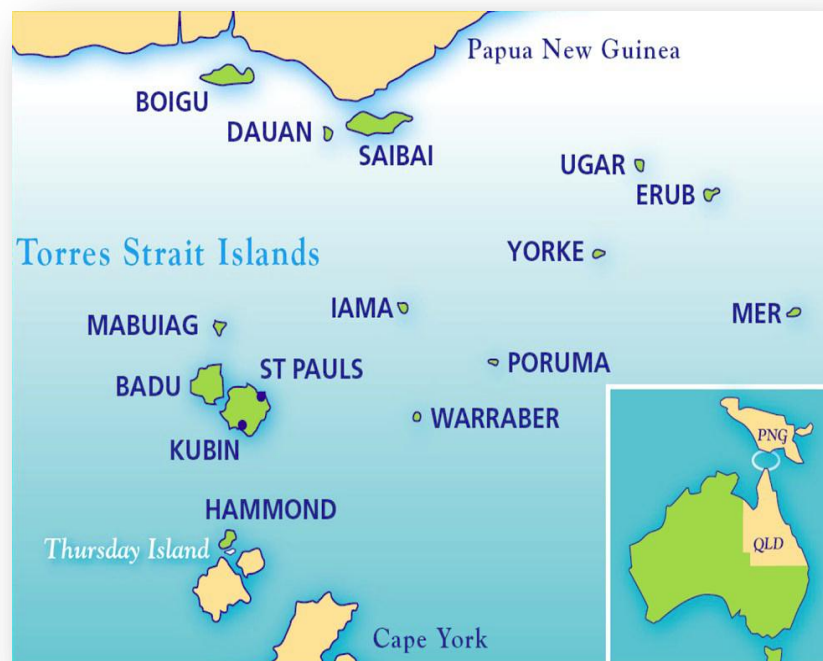 Papua New Guinea
BOIGU
DAUAN
SAIBAI
UGAR
ERUB
Torres Strait Islands
YORKE
IAMA
MER
MABUIAG
ST PAULS
PORUMA
BADU
WARRABER
KUBIN
PNG
HAMMOND
Thursday Island
QLD
Cape York